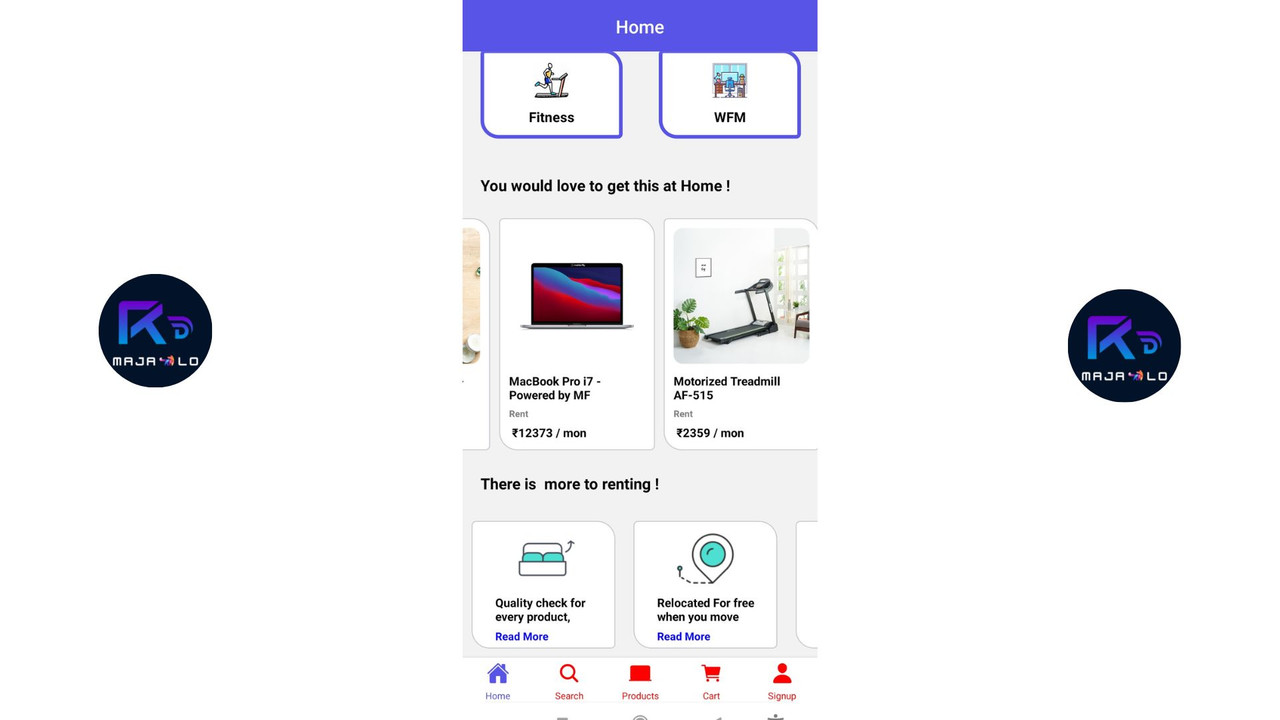 Home
Fitness
WFM
You would love to get this at Home !
MacBook Pro i7 -
Powered by MF
Rent
₹12373 / mon
Motorized Treadmill
AF-515
Rent
₹2359 / mon
There is  more to renting !
Quality check for
every product,
Read More
Relocated For free
when you move
Read More
Home
Search
Products
Cart
Signup
RD
MAJA LO
RD
MAJA LO